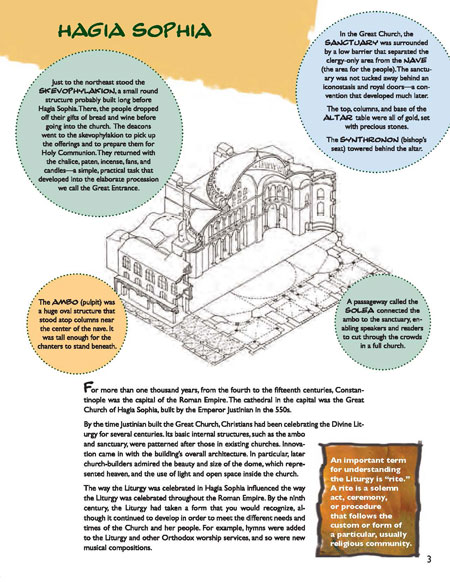 HAGIA SOPHIA
Just to the northeast stood the
SKEVOPHYLAKION, a small round
structure probably built long before
Hagia Sophia. There, the people dropped
off their gifts of bread and wine before
going into the church. The deacons
went to the skevophylakion to pick up
the offerings and to prepare them for
Holy Communion. They returned with
the chalice, paten, incense, fans, and
candles—a simple, practical task that
developed into the elaborate procession
we call the Great Entrance.
In the Great Church, the
SANCTUARY was surrounded
by a low barrier that separated the
clergy-only area from the NAVE
(the area for the people). The sanctu-
ary was not tucked away behind an
iconostasis and royal doors—a con-
vention that developed much later.
The top, columns, and base of the
ALTAR table were all of gold, set
with precious stones.
The SYNTHRONON (bishop's
seat) towered behind the altar.
The AMBO (pulpit) was
a huge oval structure that
stood atop columns near
the center of the nave. It
was tall enough for the
chanters to stand beneath.
A passageway called the
SOLEA connected the
ambo to the sanctuary, en-
abling speakers and readers
to cut through the crowds
in a full church.
For more than one thousand years, from the fourth to the fifteenth centuries, Constan-
tinople was the capital of the Roman Empire. The cathedral in the capital was the Great
Church of Hagia Sophia, built by the Emperor Justinian in the 550s.
By the time Justinian built the Great Church, Christians had been celebrating the Divine Lit-
urgy for several centuries. Its basic internal structures, such as the ambo
and sanctuary, were patterned after those in existing churches. Innova-
tion came in with the building's overall architecture. In particular, later
church-builders admired the beauty and size of the dome, which repre-
sented heaven, and the use of light and open space inside the church.
The way the Liturgy was celebrated in Hagia Sophia influenced the way
the Liturgy was celebrated throughout the Roman Empire. By the ninth
century, the Liturgy had taken a form that you would recognize, al-
though it continued to develop in order to meet the different needs and
times of the Church and her people. For example, hymns were added
to the Liturgy and other Orthodox worship services, and so were new
musical compositions.
An important term
for understanding
the Liturgy is "rite."
A rite is a solemn
act, ceremony,
or procedure
that follows the
custom or form of
a particular, usually
religious community.
3